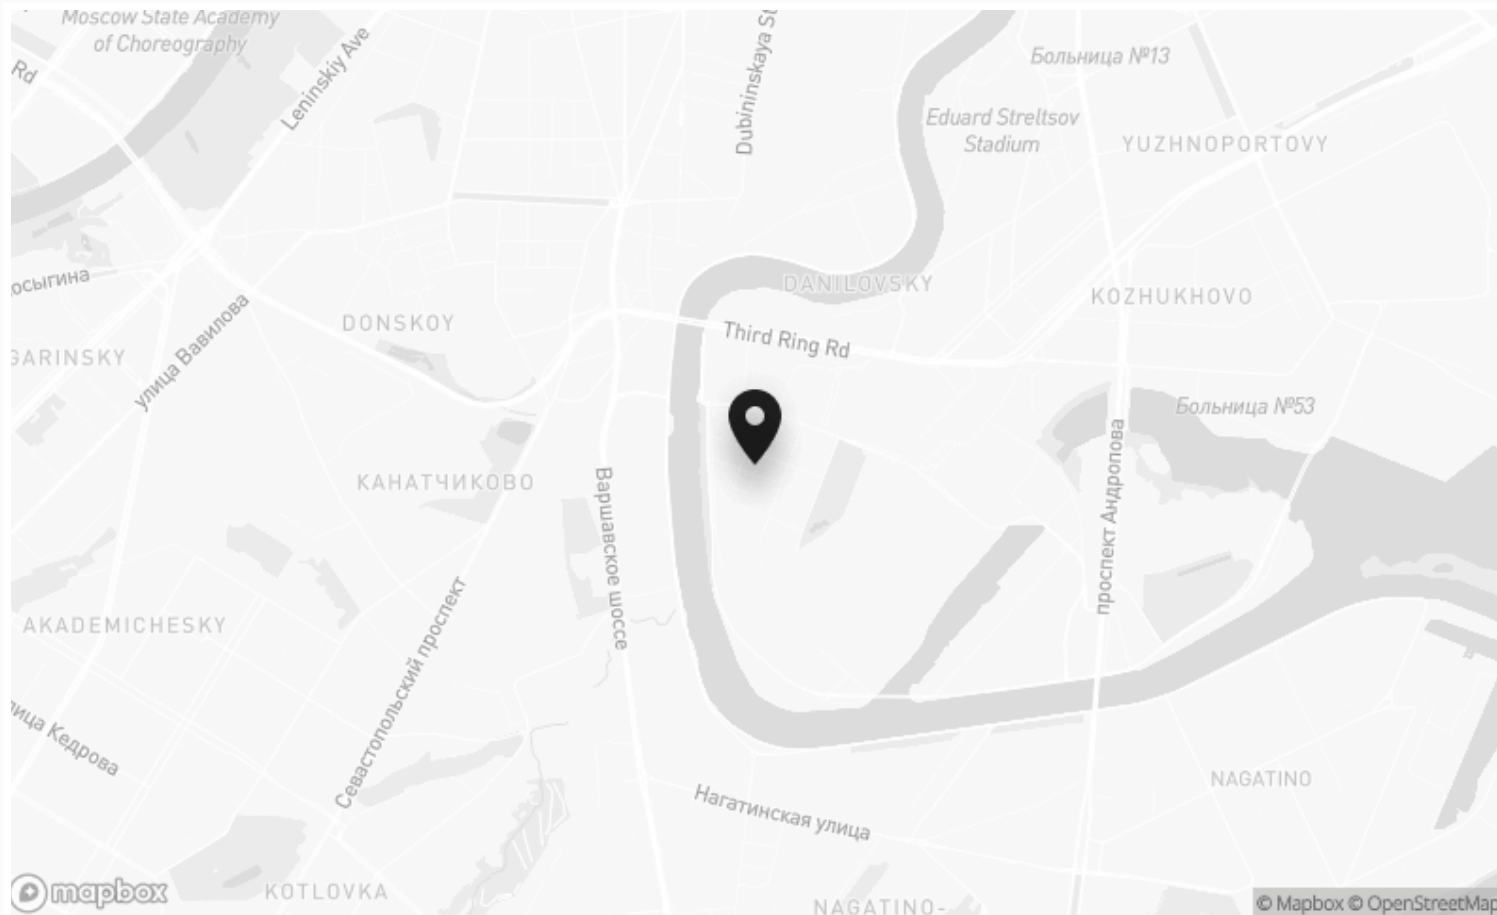 Moscow State Academy
of Choreography
Rd
Leninskiy Ave
Dubininskaya St
Больница №13
Eduard Streltsov
Stadium
YUZHNOPORTOVY
осыгина
DANILOVSKY
KOZHUKHOVO
DONSKOY
Third Ring Rd
GARINSKY
улица Вавилова
Больница №53
КАНАТЧИКОВО
Варшавское шоссе
проспект Андропова
AKADEMICHESKY
Севастопольский проспект
лица Кедрова
NAGATINO
Нагатинская улица
KOTLOVKA
NAGATINO-
mapbox
© Mapbox © OpenStreetMap